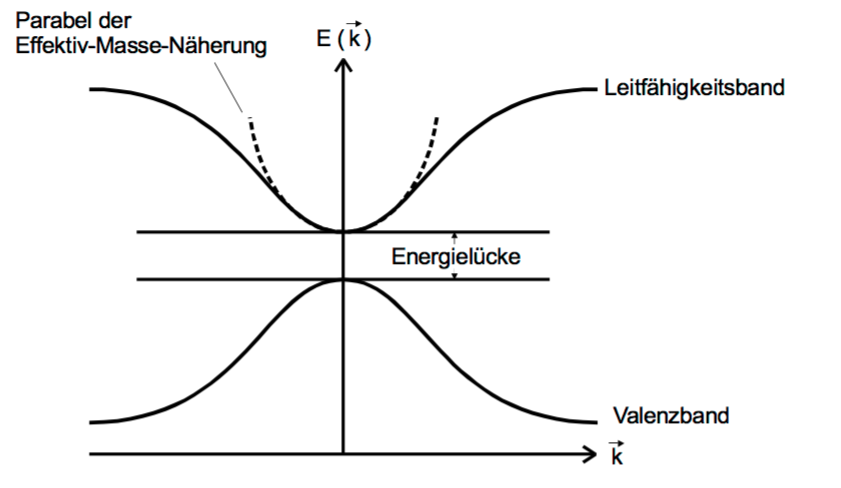 Parabel der
Effektiv-Masse-Näherung
E (k⃗)
Leitfähigkeitsband
Energielücke
Valenzband
k⃗